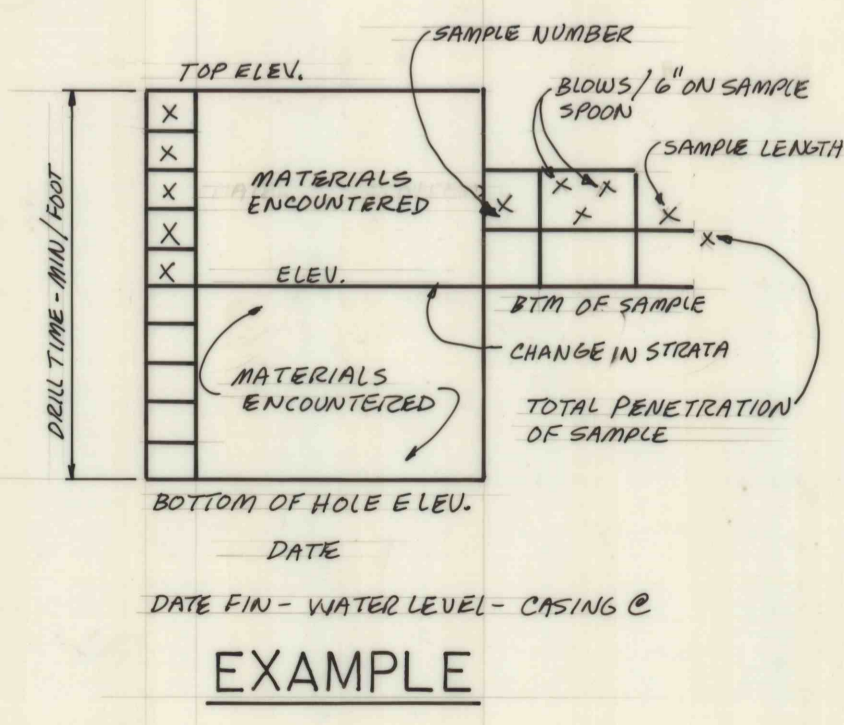 SAMPLE NUMBER
TOP ELEV.
BLOWS/6" ON SAMPLE
SPOON
SAMPLE LENGTH
X
X
X
X
X
MATERIALS
ENCOUNTERED
X
X X
X
X
X
DRILL TIME - MIN/FOOT
ELEV.
BTM OF SAMPLE
CHANGE IN STRATA
MATERIALS
ENCOUNTERED
TOTAL PENETRATION
OF SAMPLE
BOTTOM OF HOLE ELEV.
DATE
DATE FIN - WATER LEVEL - CASING @
EXAMPLE